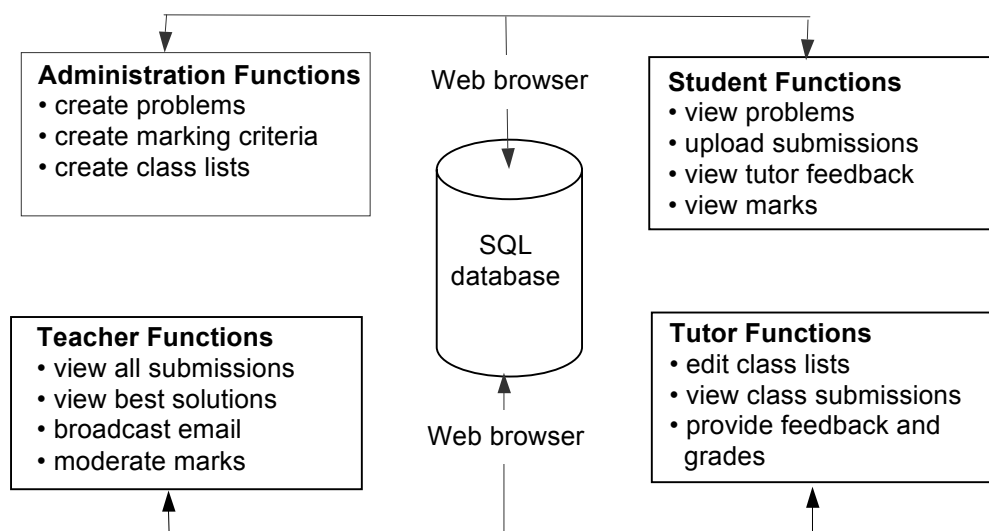 Administration Functions
• create problems
• create marking criteria
• create class lists
Web browser
Student Functions
• view problems
• upload submissions
• view tutor feedback
• view marks
SQL
database
Teacher Functions
• view all submissions
• view best solutions
• broadcast email
• moderate marks
Web browser
Tutor Functions
• edit class lists
• view class submissions
• provide feedback and
grades